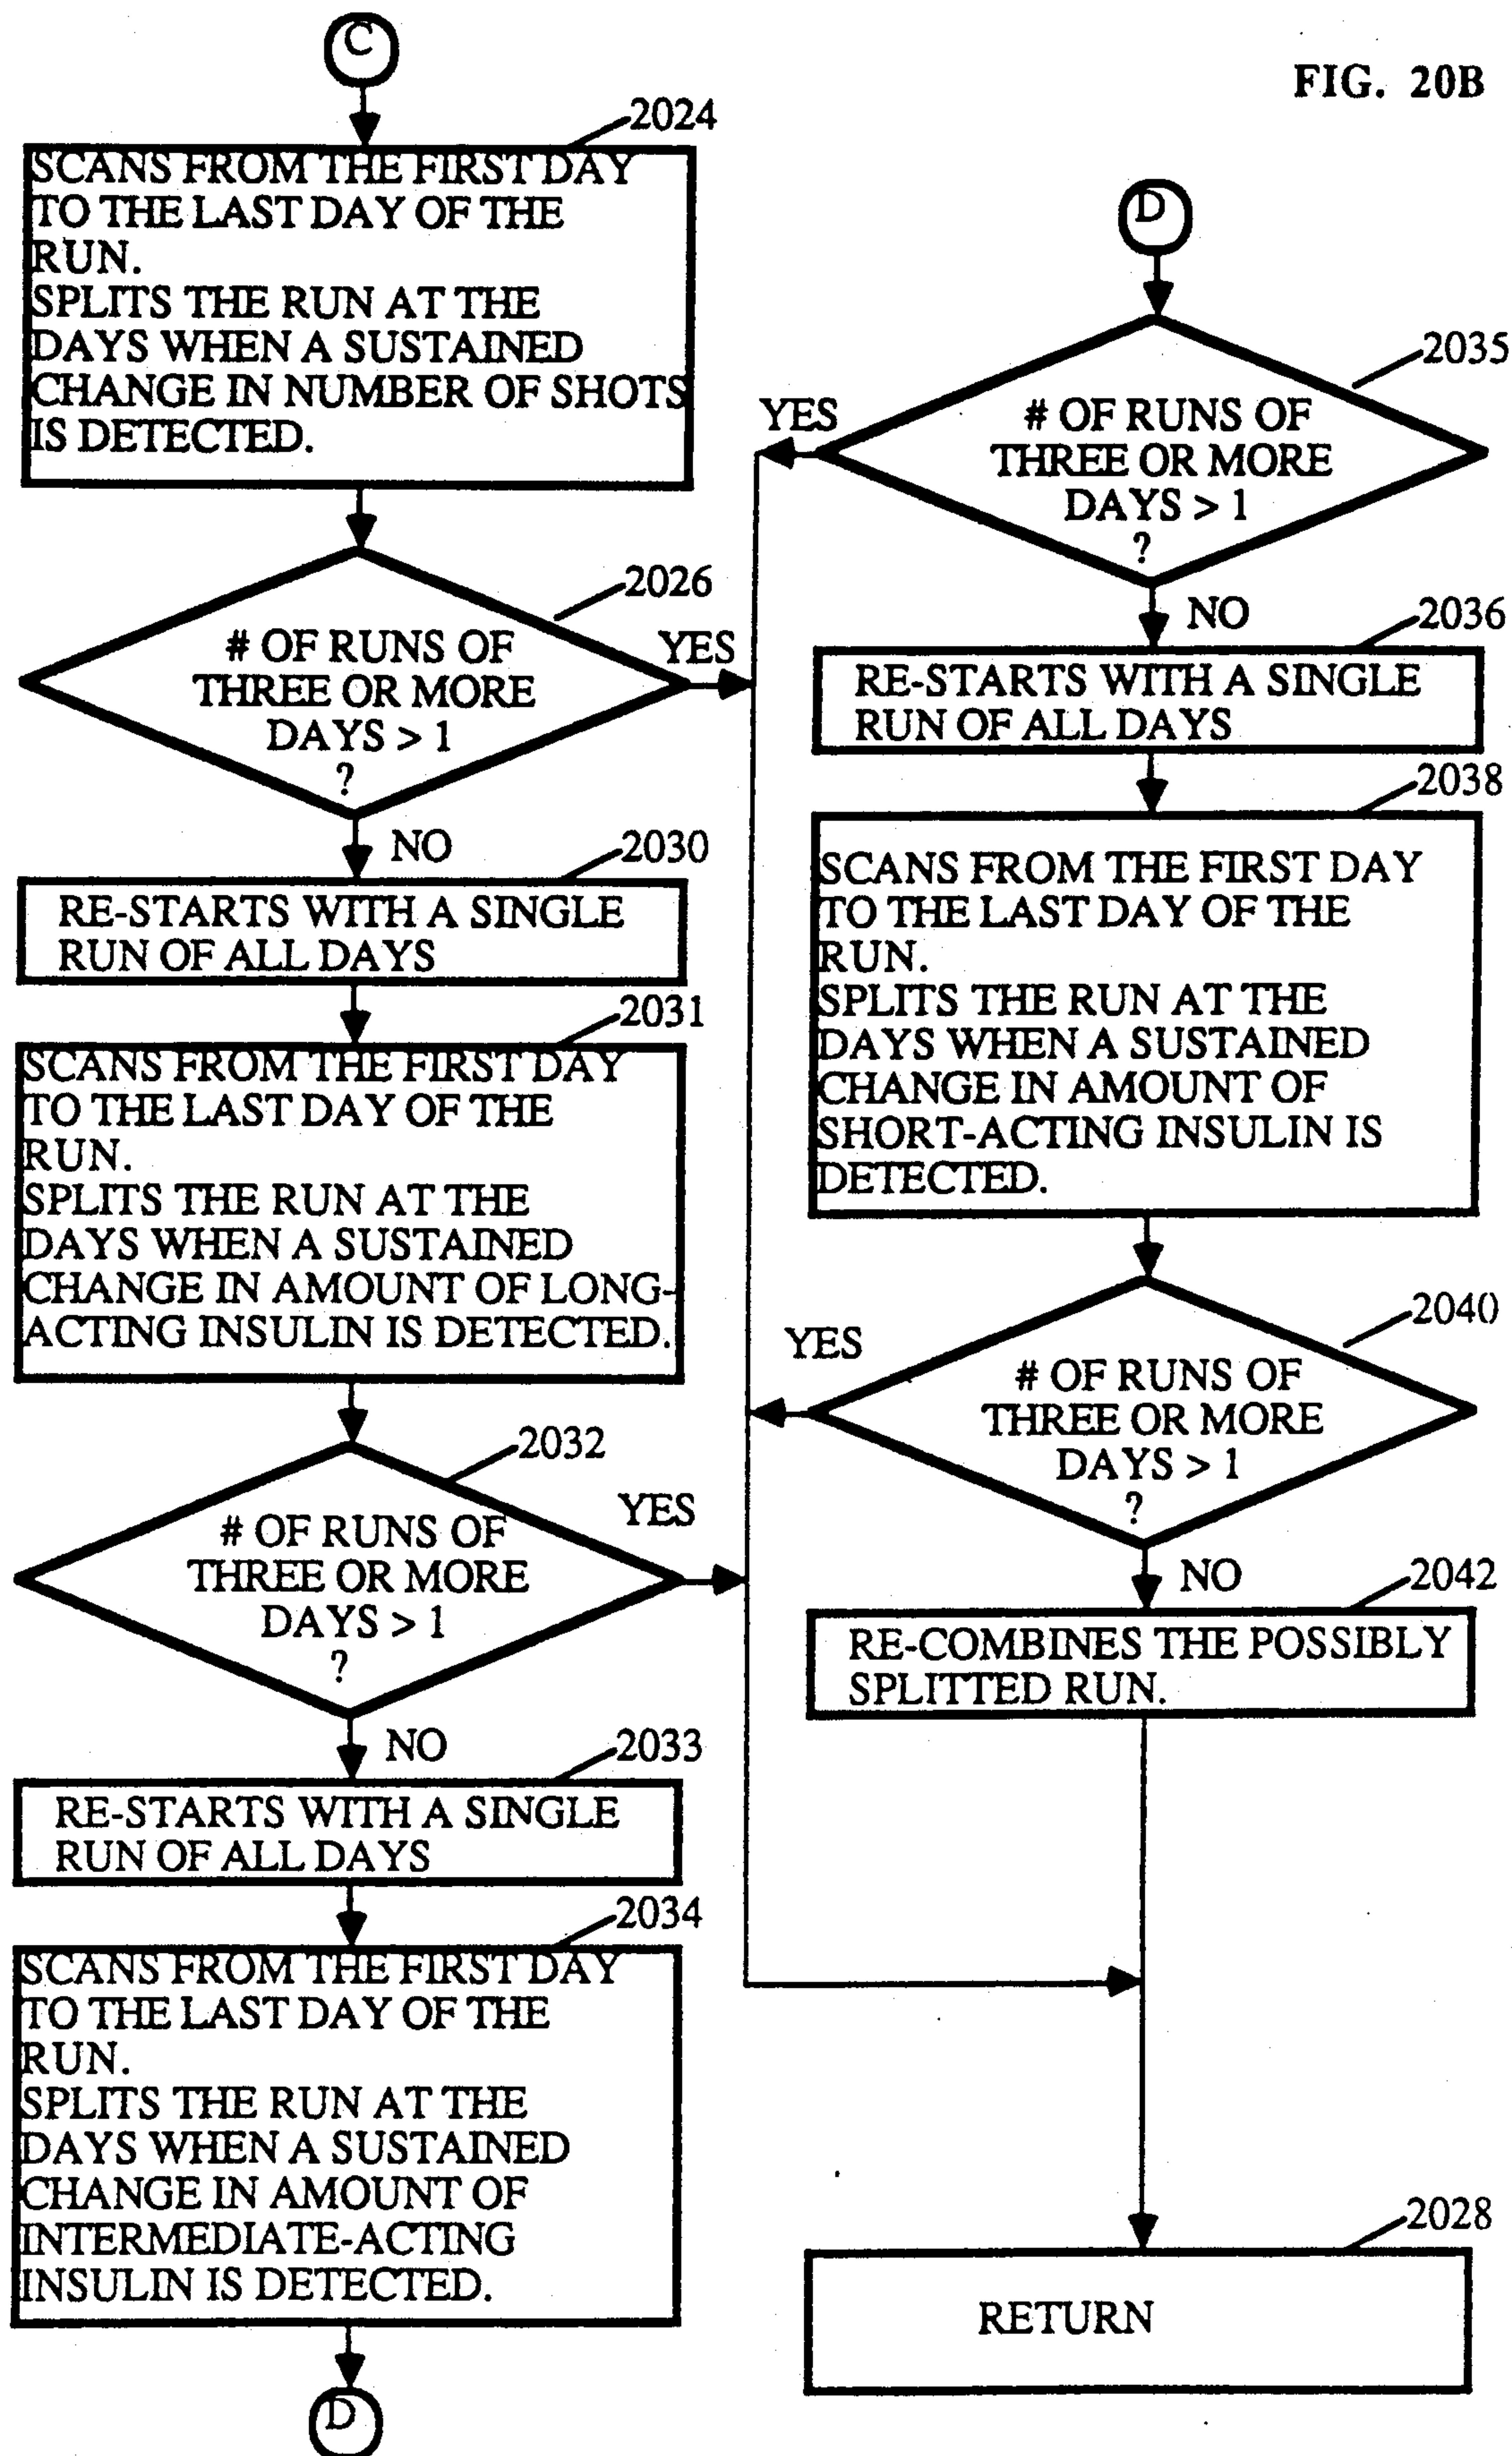 C
FIG. 20B
2024
SCANS FROM THE FIRST DAY
TO THE LAST DAY OF THE
RUN.
SPLITS THE RUN AT THE
DAYS WHEN A SUSTAINED
CHANGE IN NUMBER OF SHOTS
IS DETECTED.
2026
# OF RUNS OF
THREE OR MORE
DAYS > 1
?
YES
NO
2030
RE-STARTS WITH A SINGLE
RUN OF ALL DAYS
2031
SCANS FROM THE FIRST DAY
TO THE LAST DAY OF THE
RUN.
SPLITS THE RUN AT THE
DAYS WHEN A SUSTAINED
CHANGE IN AMOUNT OF LONG-
ACTING INSULIN IS DETECTED.
2032
# OF RUNS OF
THREE OR MORE
DAYS > 1
?
YES
NO
2033
RE-STARTS WITH A SINGLE
RUN OF ALL DAYS
2034
SCANS FROM THE FIRST DAY
TO THE LAST DAY OF THE
RUN.
SPLITS THE RUN AT THE
DAYS WHEN A SUSTAINED
CHANGE IN AMOUNT OF
INTERMEDIATE-ACTING
INSULIN IS DETECTED.
D
D
2035
YES
# OF RUNS OF
THREE OR MORE
DAYS > 1
?
NO
2036
RE-STARTS WITH A SINGLE
RUN OF ALL DAYS
2038
SCANS FROM THE FIRST DAY
TO THE LAST DAY OF THE
RUN.
SPLITS THE RUN AT THE
DAYS WHEN A SUSTAINED
CHANGE IN AMOUNT OF
SHORT-ACTING INSULIN IS
DETECTED.
2040
YES
# OF RUNS OF
THREE OR MORE
DAYS > 1
?
NO
2042
RE-COMBINES THE POSSIBLY
SPLITTED RUN.
2028
RETURN